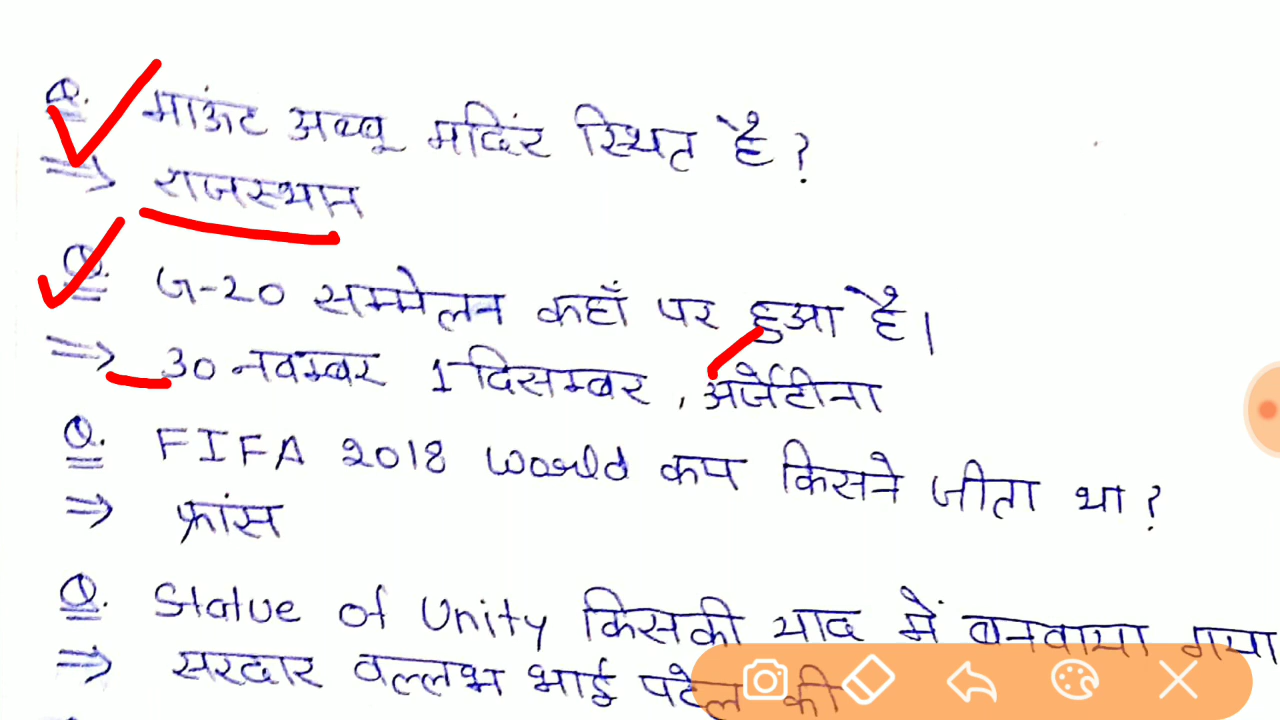 Q. माऊंट अब्बू मदिंर स्थित है ?
⇒ राजस्थान
Q. G-20 सम्मेलन कहाँ पर हुआ है।
⇒ 30 नवम्बर 1 दिसम्बर , अर्जेटीना
Q. FIFA 2018 World कप किसने जीता था ?
⇒ फ्रांस
Q. Statue of Unity किसकी याद में बनवाया गया
⇒ सरदार वल्लभ भाई पटेल की